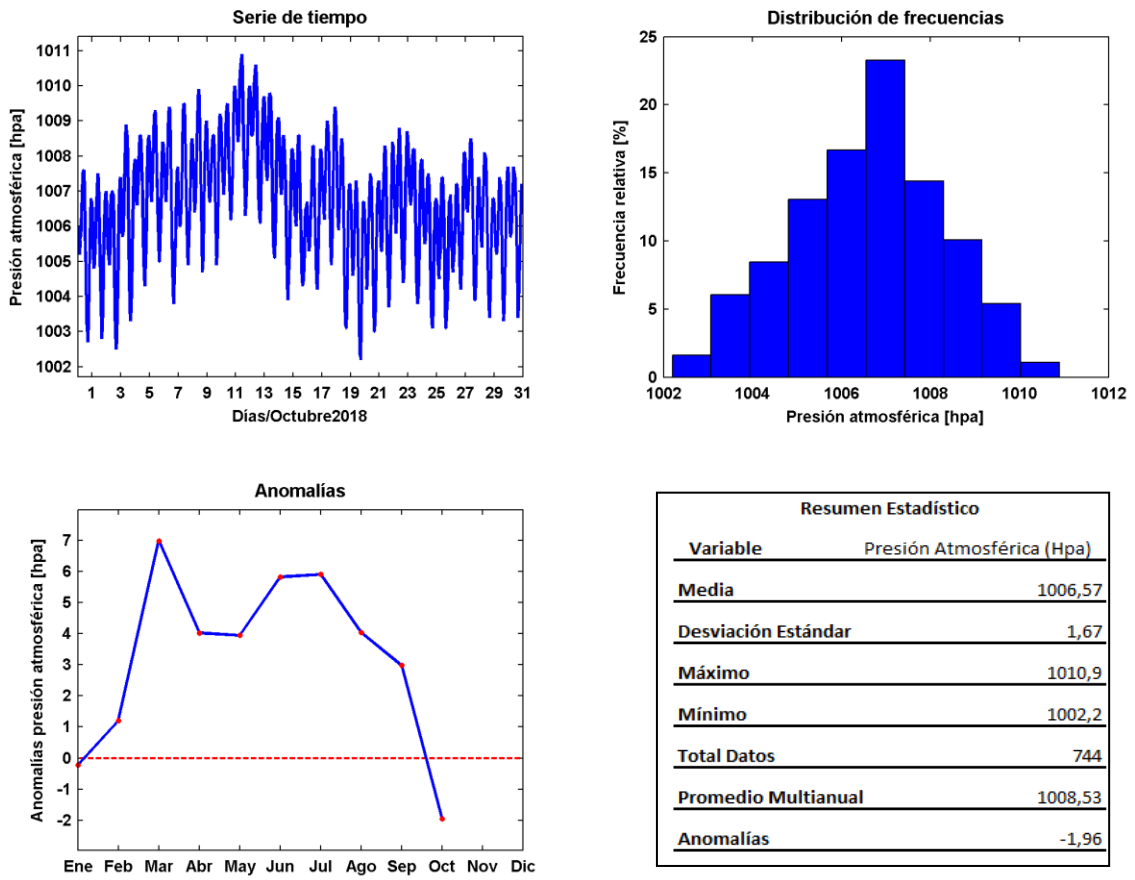 Serie de tiempo
Presión atmosférica [hpa]
1011
1010
1009
1008
1007
1006
1005
1004
1003
1002
1 3 5 7 9 11 13 15 17 19 21 23 25 27 29 31
Días/Octubre2018
Distribución de frecuencias
Frecuencia relativa [%]
25
20
15
10
5
0
1002 1004 1006 1008 1010 1012
Presión atmosférica [hpa]
Anomalías
Anomalías presión atmosférica [hpa]
7
6
5
4
3
2
1
0
-1
-2
Ene Feb Mar Abr May Jun Jul Ago Sep Oct Nov Dic
Resumen Estadístico
Variable Presión Atmosférica (Hpa)
Media 1006,57
Desviación Estándar 1,67
Máximo 1010,9
Mínimo 1002,2
Total Datos 744
Promedio Multianual 1008,53
Anomalías -1,96